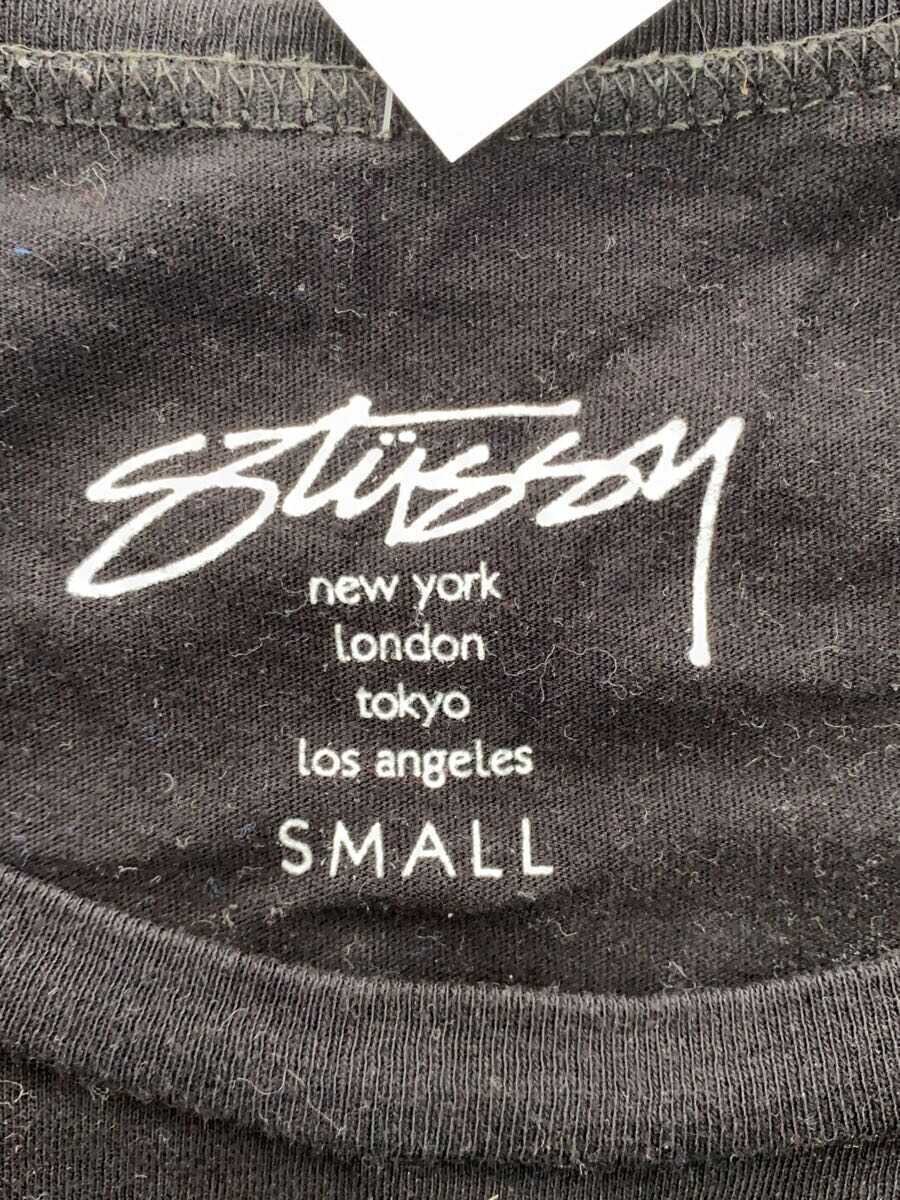 Stüssy
new york
london
tokyo
los angeles
SMALL